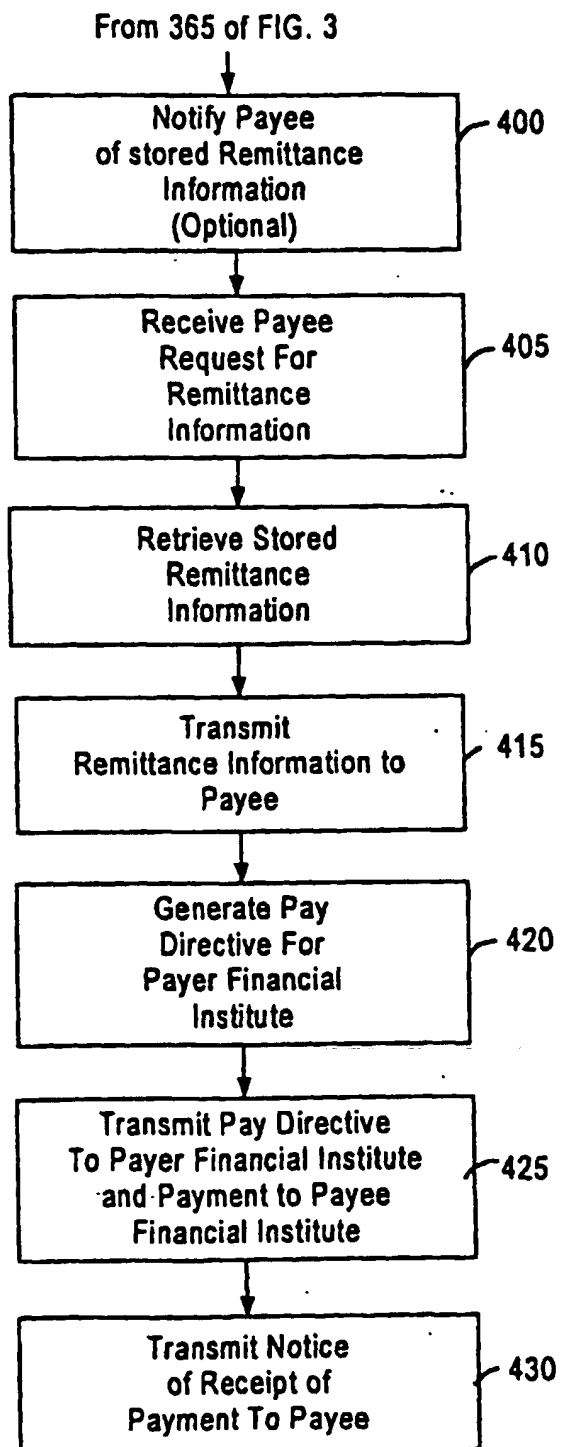 From 365 of FIG. 3
Notify Payee
of stored Remittance
Information
(Optional)
400
Receive Payee
Request For
Remittance
Information
405
Retrieve Stored
Remittance
Information
410
Transmit
Remittance Information to
Payee
415
Generate Pay
Directive For
Payer Financial
Institute
420
Transmit Pay Directive
To Payer Financial Institute
and Payment to Payee
Financial Institute
425
Transmit Notice
of Receipt of
Payment To Payee
430